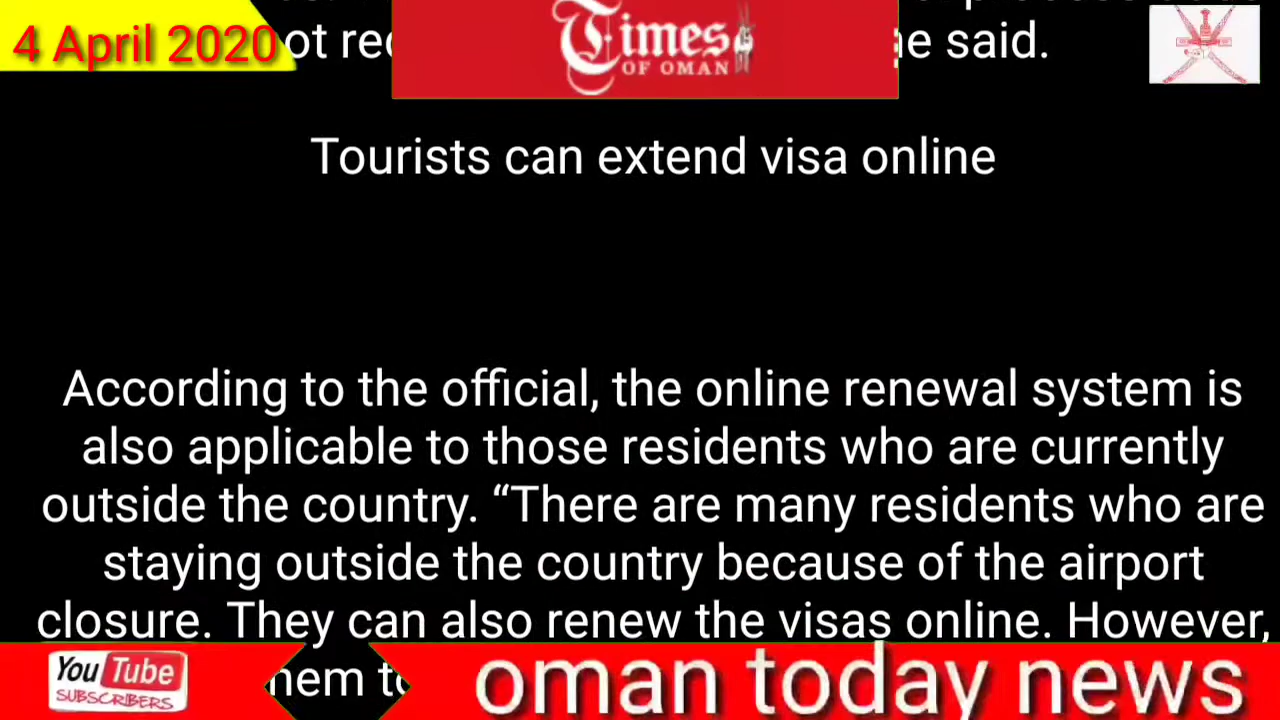 4 April 2020
ot re
Times
OF OMAN
e said.
Tourists can extend visa online
According to the official, the online renewal system is
also applicable to those residents who are currently
outside the country. “There are many residents who are
staying outside the country because of the airport
closure. They can also renew the visas online. However,
hem to
You Tube
SUBSCRIBERS
oman today news